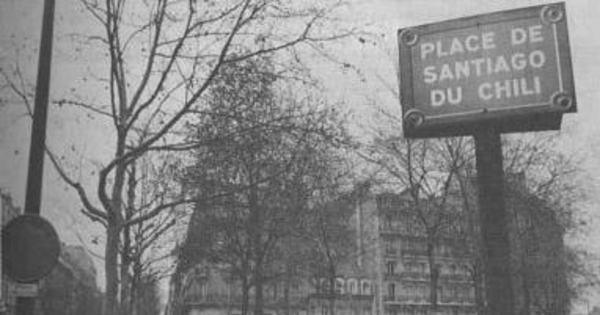 PLACE DE
SANTIAGO
DU CHILI